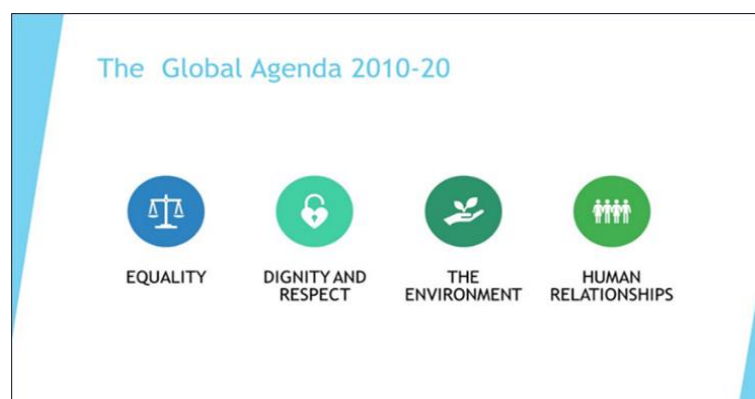 The Global Agenda 2010-20
EQUALITY
DIGNITY AND
RESPECT
THE
ENVIRONMENT
HUMAN
RELATIONSHIPS